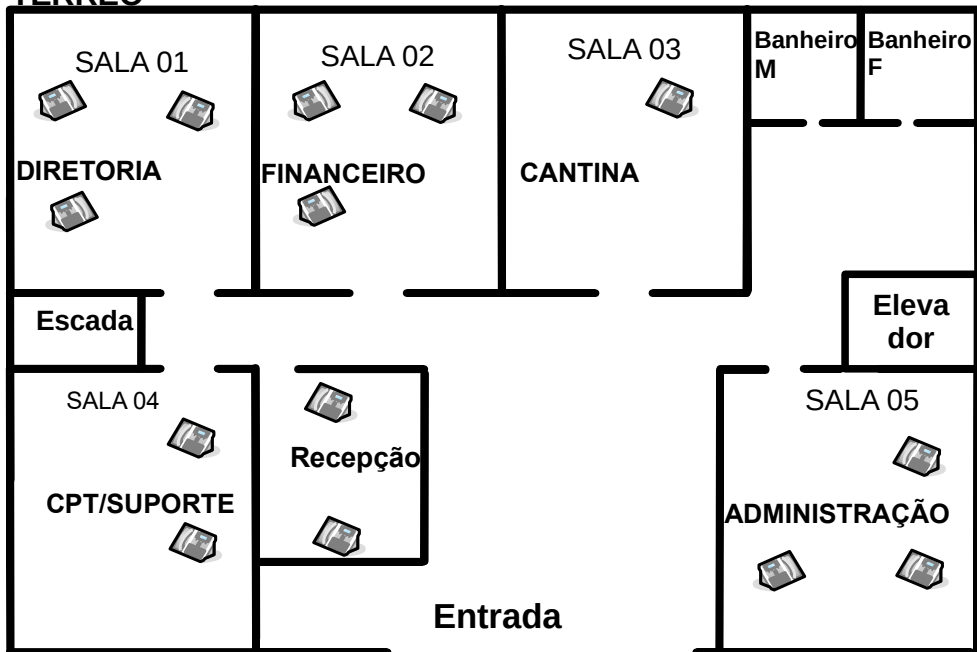 TERREO
SALA 01
SALA 02
SALA 03
Banheiro
M
Banheiro
F
DIRETORIA
FINANCEIRO
CANTINA
Escada
Eleva
dor
SALA 04
SALA 05
Recepção
CPT/SUPORTE
ADMINISTRAÇÃO
Entrada